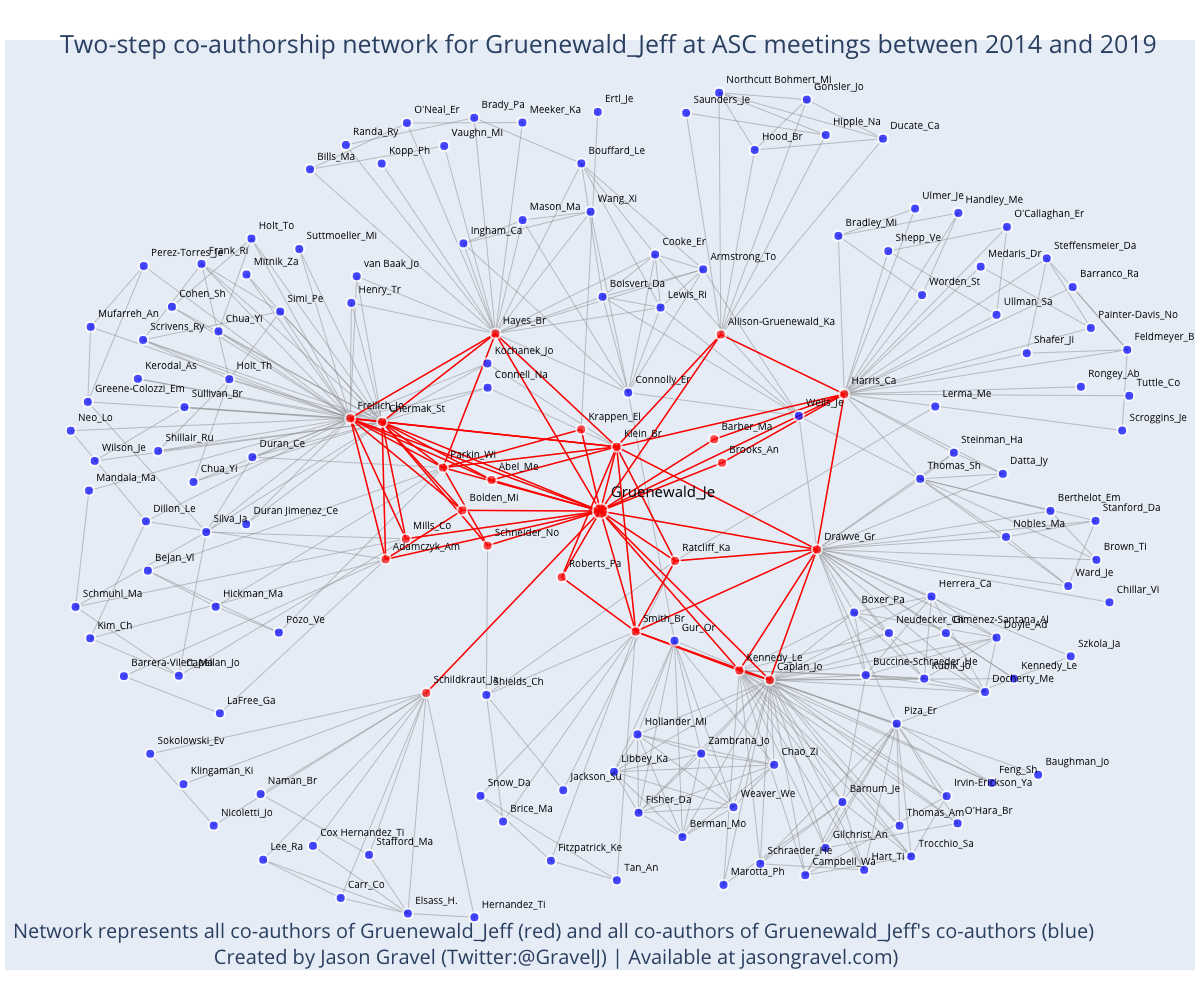 Two-step co-authorship network for Gruenewald_Jeff at ASC meetings between 2014 and 2019
Northcutt Bohmert_Mi
Gonsler_Jo
Ertl_Je
Saunders_Je
O'Neal_Er
Brady_Pa
Meeker_Ka
Hipple_Na
Ducate_Ca
Randa_Ry
Vaughn_Mi
Hood_Br
Bills_Ma
Kopp_Ph
Bouffard_Le
Ulmer_Je
Handley_Me
Wang_Xi
Mason_Ma
O'Callaghan_Er
Bradley_Mi
Holt_To
Suttmoeller_Mi
Ingham_Ca
Cooke_Er
Shepp_Ve
Steffensmeier_Da
Perez-Torres_Je
Frank_Ri
Mitnik_Za
van Baak_Jo
Armstrong_To
Medaris_Dr
Barranco_Ra
Cohen_Sh
Simi_Pe
Henry_Tr
Boisvert_Da
Lewis_Ri
Worden_St
Ullman_Sa
Mufarreh_An
Scrivens_Ry
Chua_Yi
Hayes_Br
Allison-Gruenewald_Ka
Painter-Davis_No
Feldmeyer_B
Kochanek_Jo
Shafer_Ji
Kerodal_As
Holt_Th
Connell_Na
Connolly_Er
Harris_Ca
Rongey_Ab
Tuttle_Co
Greene-Colozzi_Em
Sullivan_Br
Lerma_Me
Freilich_Jo
Chermak_St
Krappen_El
Wells_Je
Scroggins_Je
Neo_Lo
Shillair_Ru
Klein_Br
Barber_Ma
Wilson_Je
Duran_Ce
Parkin_Wi
Brooks_An
Steinman_Ha
Mandala_Ma
Chua_Yi
Abel_Me
Thomas_Sh
Datta_Jy
Gruenewald_Je
Dillon_Le
Silva_Ja
Duran Jimenez_Ce
Bolden_Mi
Berthelot_Em
Stanford_Da
Mills_Co
Schneider_No
Nobles_Ma
Bejan_Vi
Adamczyk_Am
Ratcliff_Ka
Drawve_Gr
Brown_Ti
Roberts_Pa
Ward_Je
Schmuhl_Ma
Hickman_Ma
Herrera_Ca
Chillar_Vi
Boxer_Pa
Kim_Ch
Pozo_Ve
Smith_Br
Gur_Or
Neudecker_Ch
Gimenez-Santana_Al
Doyle_Ad
Szkola_Ja
Barrera-Vilert_Ma
Capellan_Jo
Kennedy_Le
Caplan_Jo
Buccine-Schraeder_He
Kubik_Jo
Kennedy_Le
Schildkraut_Ja
Shields_Ch
Docherty_Me
LaFree_Ga
Piza_Er
Hollander_Mi
Sokolowski_Ev
Zambrana_Jo
Chao_Zi
Libbey_Ka
Klingaman_Ki
Naman_Br
Snow_Da
Jackson_Su
Feng_Sh
Baughman_Jo
Irvin-Erickson_Ya
Nicoletti_Jo
Brice_Ma
Fisher_Da
Weaver_We
Barnum_Je
Thomas_Am
O'Hara_Br
Berman_Mo
Cox Hernandez_Ti
Stafford_Ma
Gilchrist_An
Lee_Ra
Fitzpatrick_Ke
Schraeder_He
Campbell_Wa
Hart_Ti
Trocchio_Sa
Tan_An
Marotta_Ph
Carr_Co
Elsass_H.
Hernandez_Ti
Network represents all co-authors of Gruenewald_Jeff (red) and all co-authors of Gruenewald_Jeff's co-authors (blue)
Created by Jason Gravel (Twitter:@GravelJ) | Available at jasongravel.com)